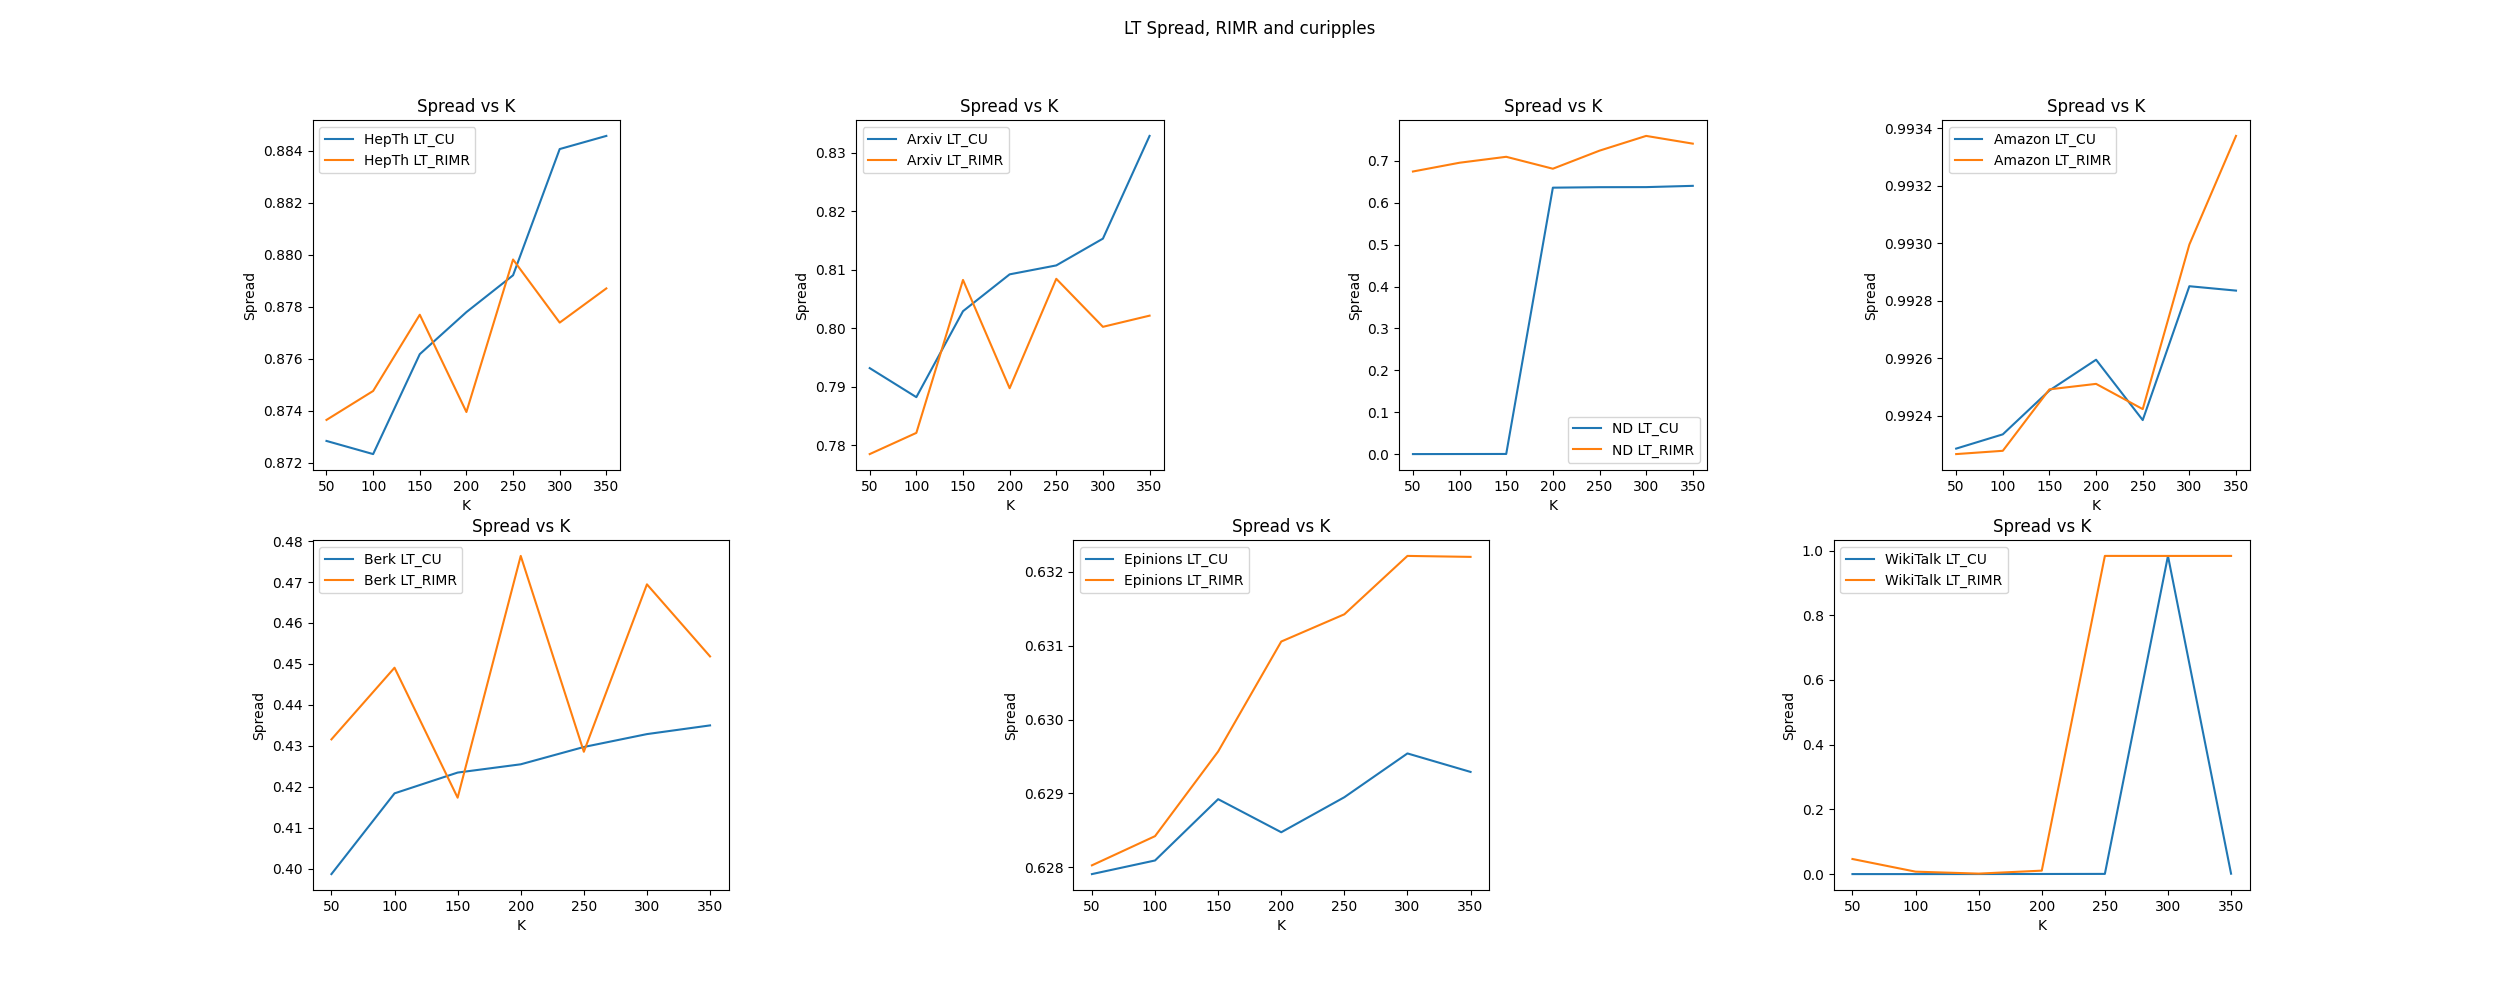 LT Spread, RIMR and curipples
Spread vs K
HepTh LT_CU
HepTh LT_RIMR
0.884
0.882
0.880
0.878
0.876
0.874
0.872
Spread
50 100 150 200 250 300 350
K
Spread vs K
Arxiv LT_CU
Arxiv LT_RIMR
0.83
0.82
0.81
0.80
0.79
0.78
Spread
50 100 150 200 250 300 350
K
Spread vs K
0.7
0.6
0.5
0.4
0.3
0.2
0.1
0.0
Spread
ND LT_CU
ND LT_RIMR
50 100 150 200 250 300 350
K
Spread vs K
Amazon LT_CU
Amazon LT_RIMR
0.9934
0.9932
0.9930
0.9928
0.9926
0.9924
Spread
50 100 150 200 250 300 350
K
Spread vs K
Berk LT_CU
Berk LT_RIMR
0.48
0.47
0.46
0.45
0.44
0.43
0.42
0.41
0.40
Spread
50 100 150 200 250 300 350
K
Spread vs K
Epinions LT_CU
Epinions LT_RIMR
0.632
0.631
0.630
0.629
0.628
Spread
50 100 150 200 250 300 350
K
Spread vs K
WikiTalk LT_CU
WikiTalk LT_RIMR
1.0
0.8
0.6
0.4
0.2
0.0
Spread
50 100 150 200 250 300 350
K